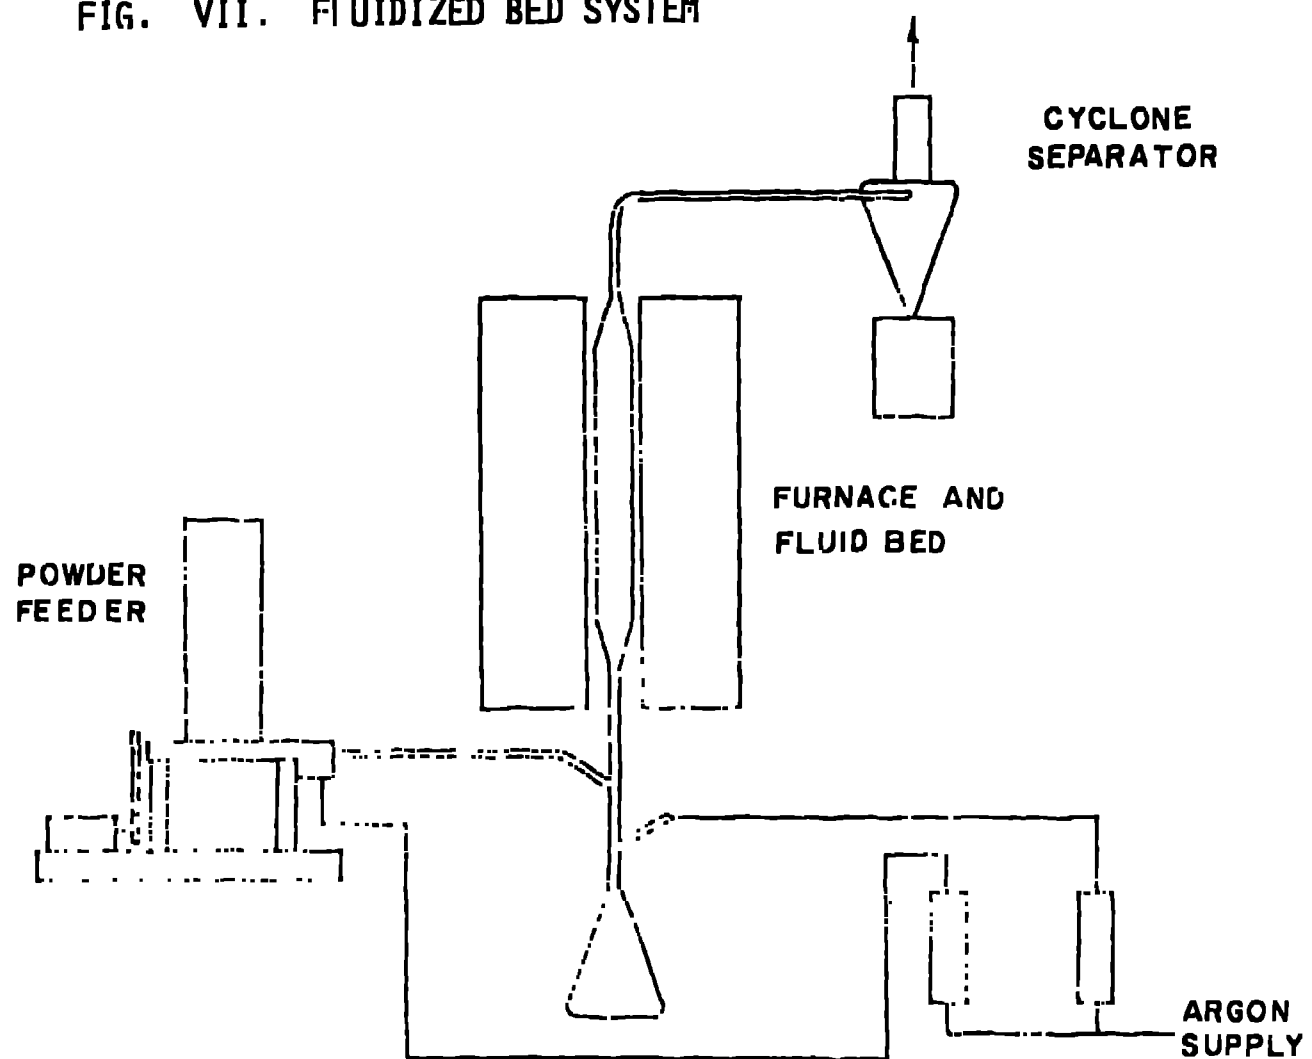 FIG. VII. FLUIDIZED BED SYSTEM
CYCLONE
SEPARATOR
FURNACE AND
FLUID BED
POWDER
FEEDER
ARGON
SUPPLY